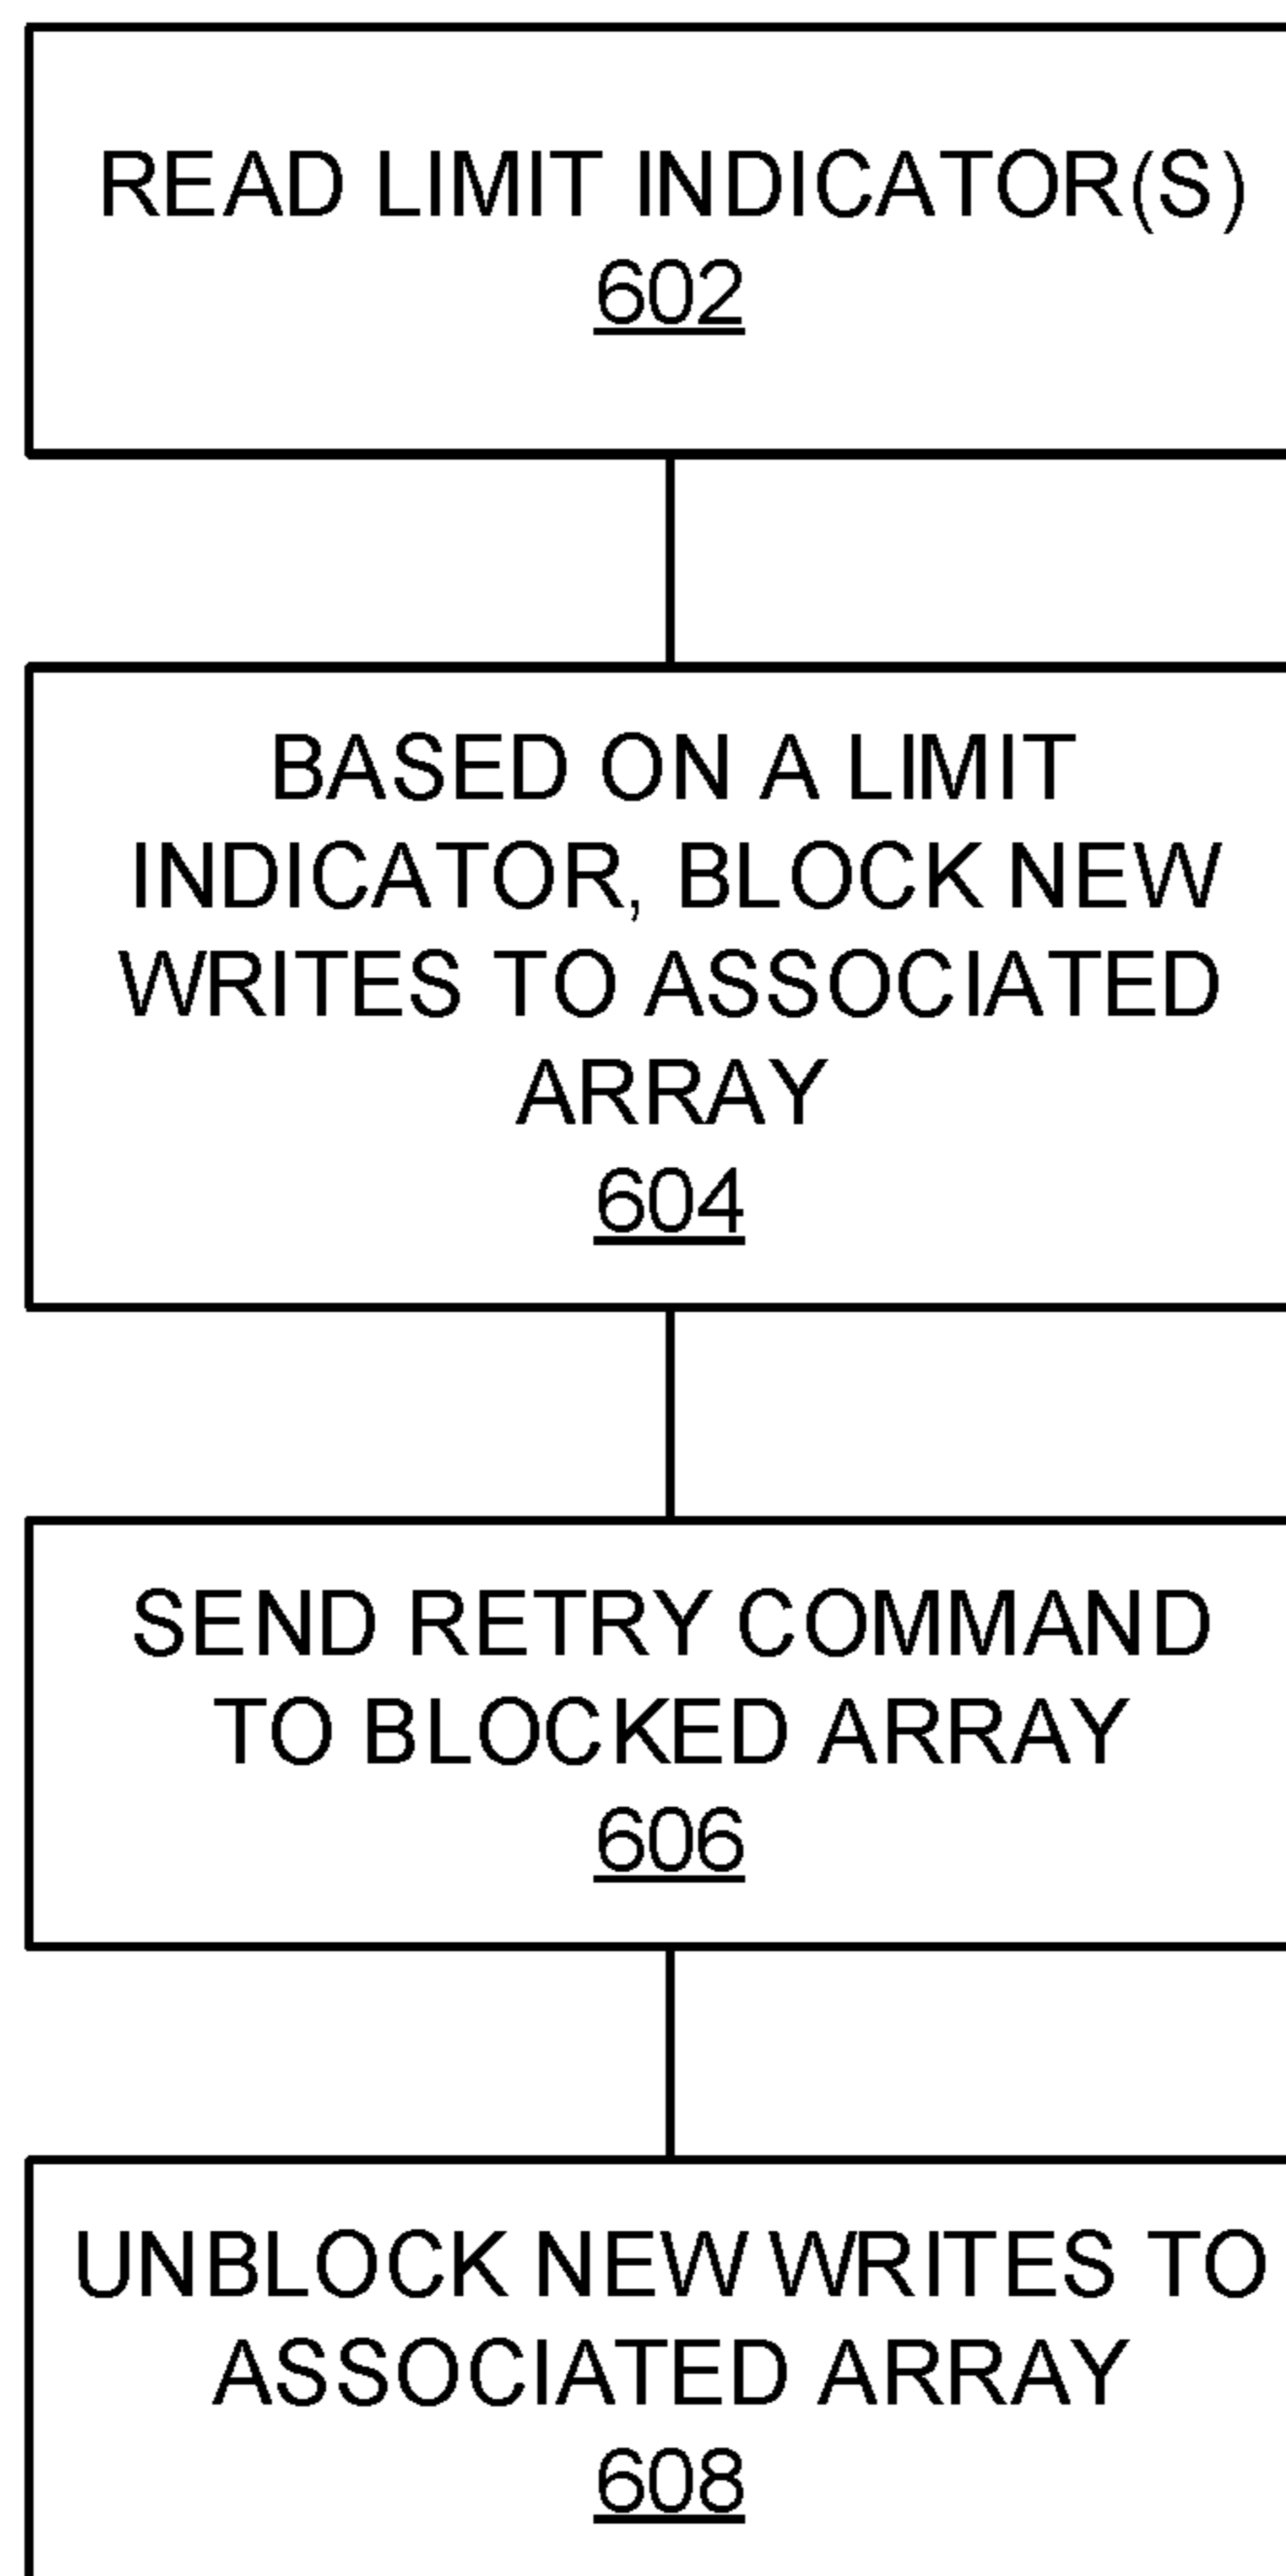 READ LIMIT INDICATOR(S)
602
BASED ON A LIMIT
INDICATOR, BLOCK NEW
WRITES TO ASSOCIATED
ARRAY
604
SEND RETRY COMMAND
TO BLOCKED ARRAY
606
UNBLOCK NEW WRITES TO
ASSOCIATED ARRAY
608